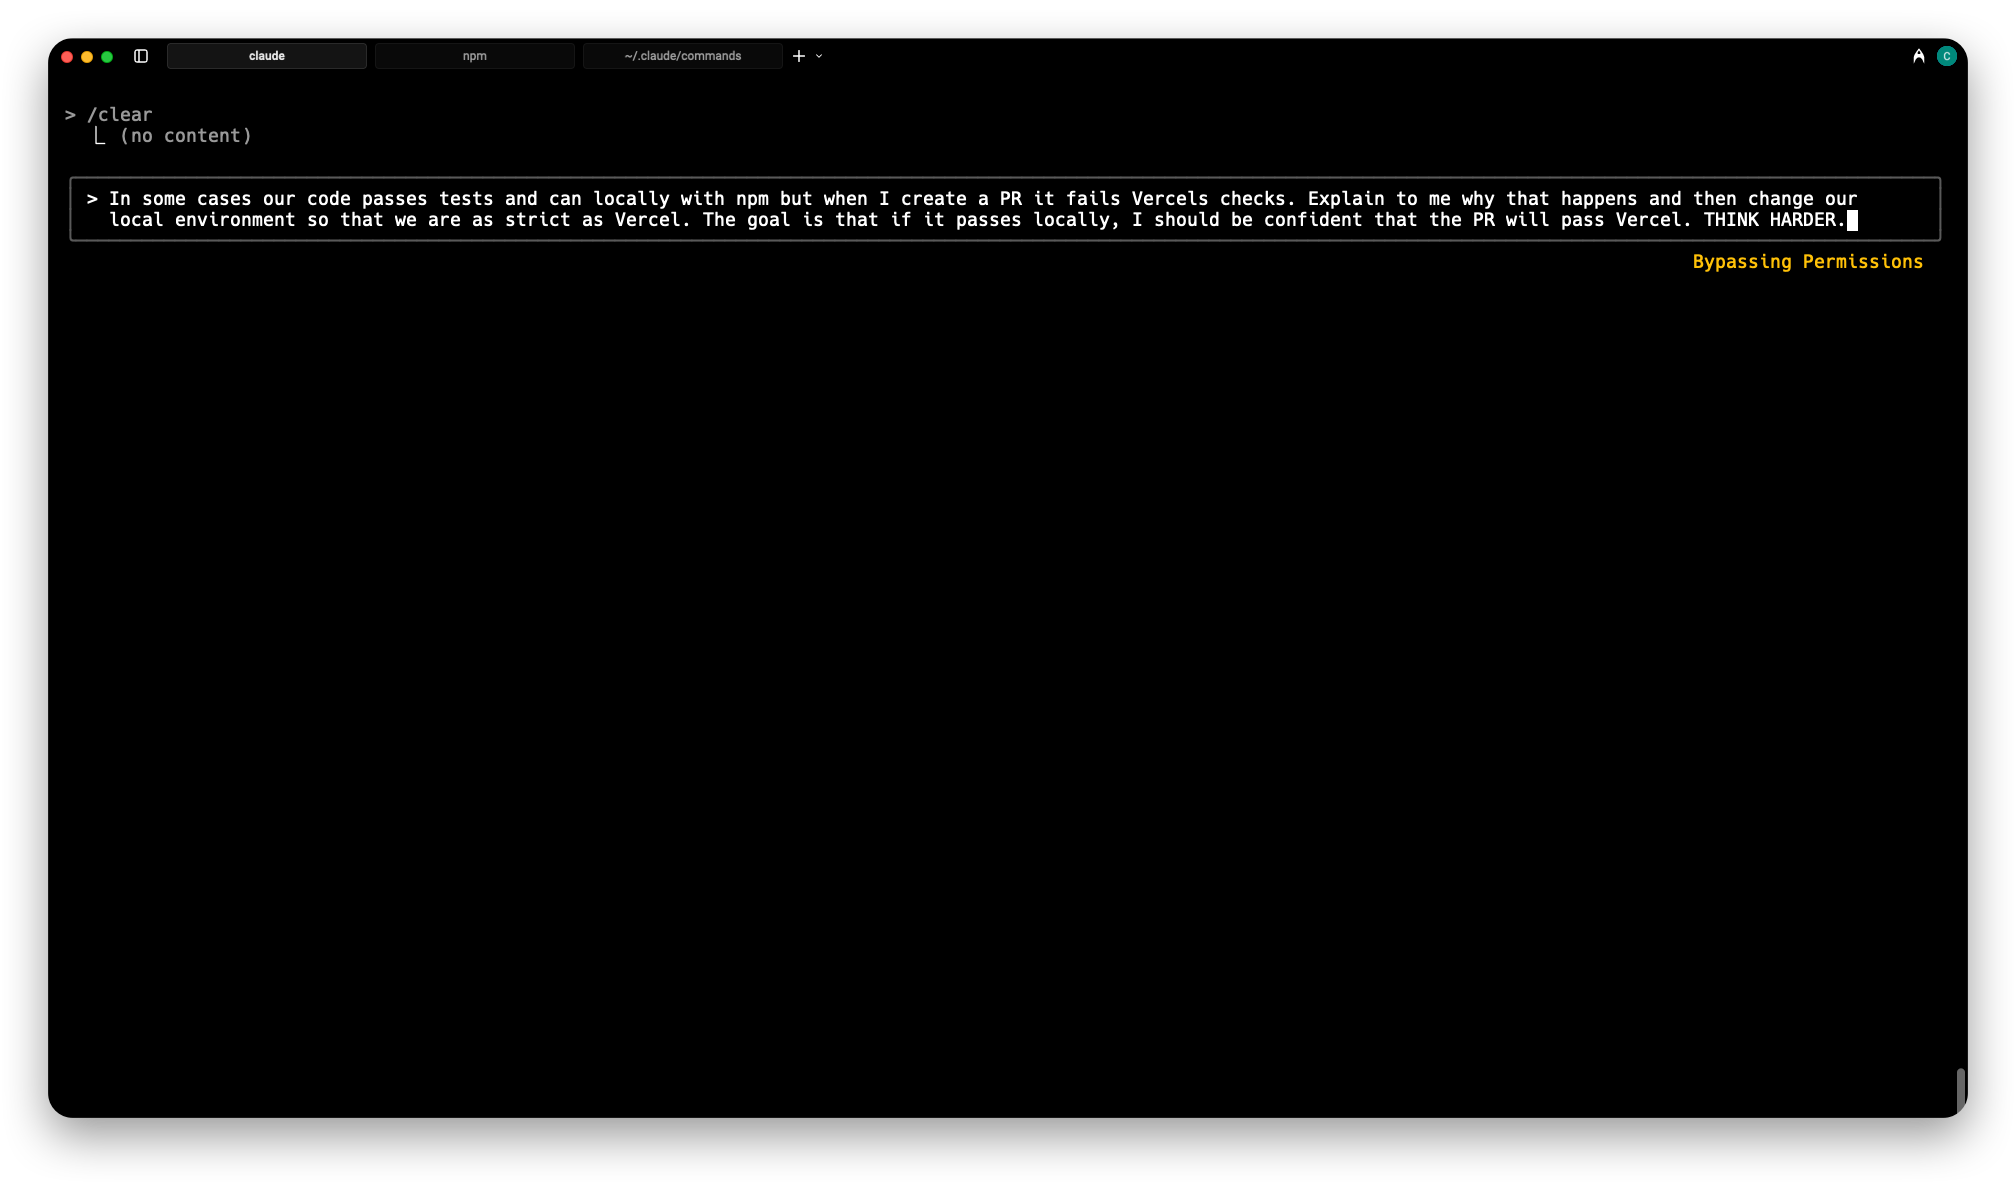 claude
npm
~/.claude/commands
C
> /clear
⎿ (no content)
> In some cases our code passes tests and can locally with npm but when I create a PR it fails Vercels checks. Explain to me why that happens and then change our
local environment so that we are as strict as Vercel. The goal is that if it passes locally, I should be confident that the PR will pass Vercel. THINK HARDER.
Bypassing Permissions